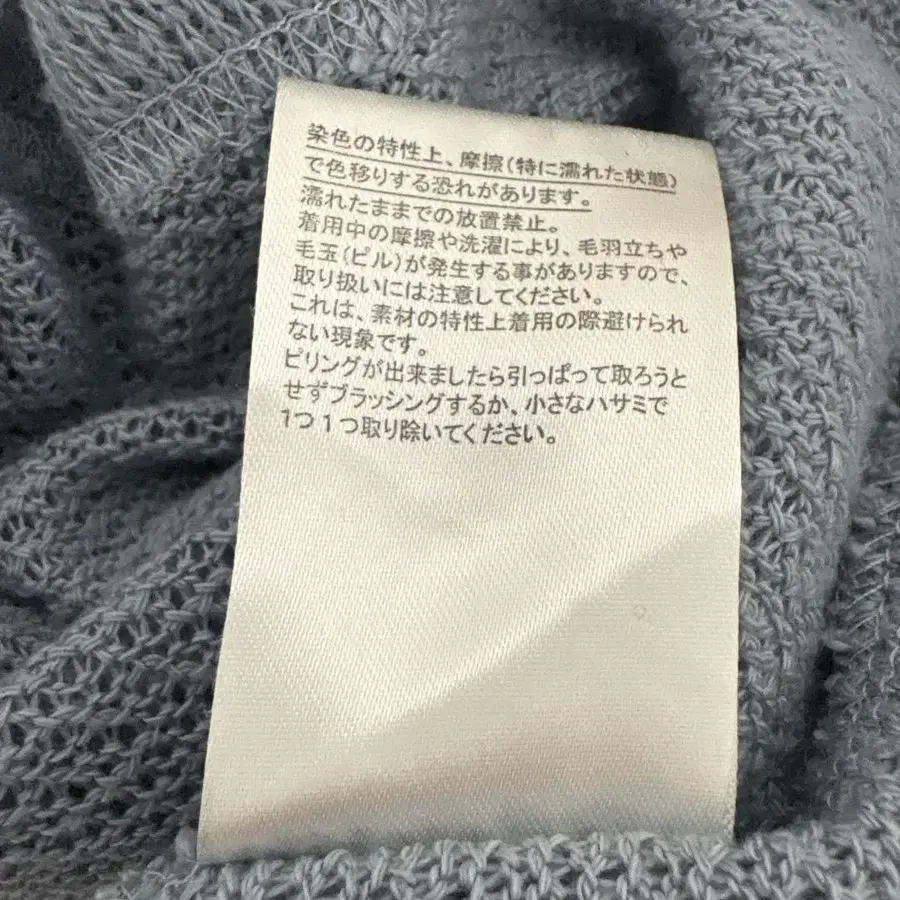 染色の特性上、摩擦(特に濡れた状態)
で色移りする恐れがあります。
濡れたままでの放置禁止。
着用中の摩擦や洗濯により、毛羽立ちや
毛玉(ピル)が発生する事がありますので、
取り扱いには注意してください。
これは、素材の特性上着用の際避けられ
ない現象です。
ピリングが出来ましたら引っぱって取ろうと
せずブラッシングするか、小さなハサミで
1つ1つ取り除いてください。